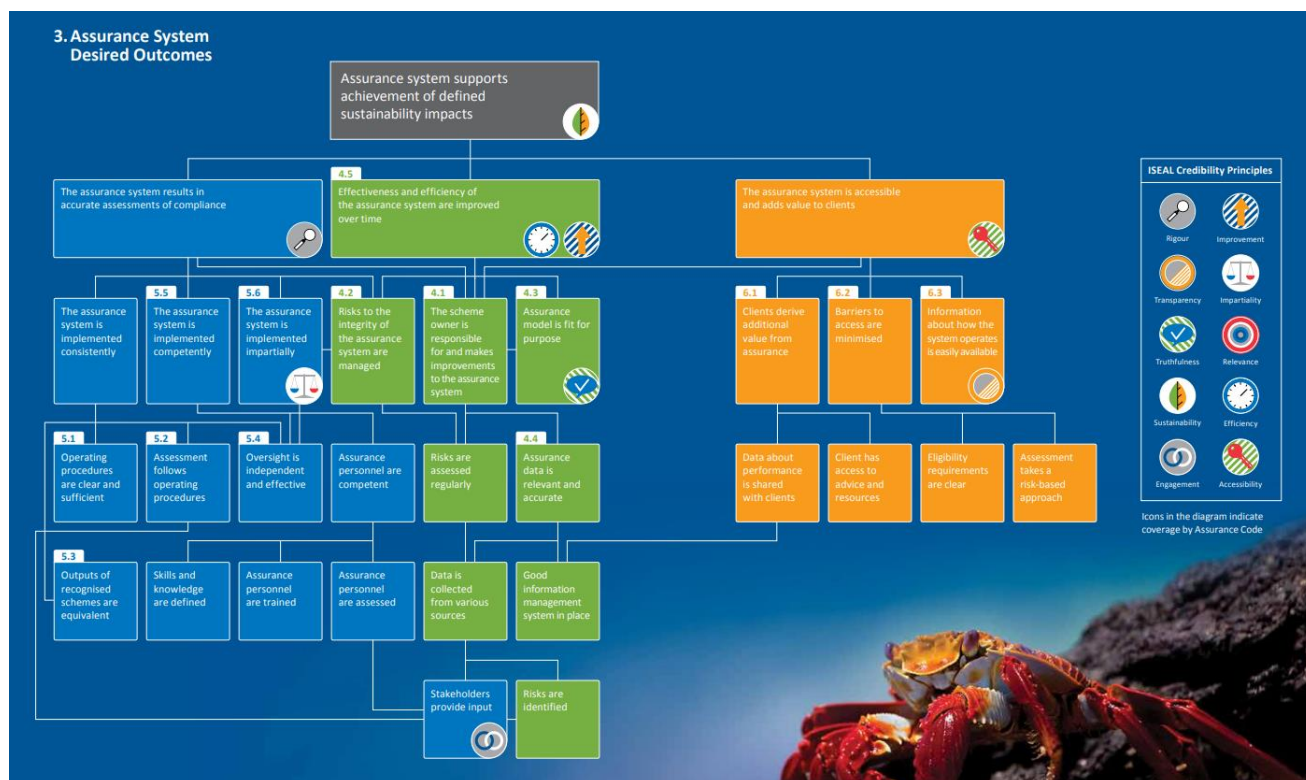 3. Assurance System
Desired Outcomes
Assurance system supports
achievement of defined
sustainability impacts
The assurance system results in
accurate assessments of compliance
4.5
Effectiveness and efficiency of
the assurance system are improved
over time
The assurance system is accessible
and adds value to clients
The assurance
system is
implemented
consistently
5.5
The assurance
system is
implemented
competently
5.6
The assurance
system is
implemented
impartially
4.2
Risks to the
integrity of
the assurance
system are
managed
4.1
The scheme
owner is
responsible
for and makes
improvements
to the assurance
system
4.3
Assurance
model is fit for
purpose
6.1
Clients derive
additional
value from
assurance
6.2
Barriers to
access are
minimised
6.3
Information
about how the
system operates
is easily available
5.1
Operating
procedures
are clear and
sufficient
5.2
Assessment
follows
operating
procedures
5.4
Oversight is
independent
and effective
Assurance
personnel are
competent
Risks are
assessed
regularly
4.4
Assurance
data is
relevant and
accurate
Data about
performance
is shared
with clients
Client has
access to
advice and
resources
Eligibility
requirements
are clear
Assessment
takes a
risk-based
approach
5.3
Outputs of
recognised
schemes are
equivalent
Skills and
knowledge
are defined
Assurance
personnel
are trained
Assurance
personnel
are assessed
Data is
collected
from various
sources
Good
information
management
system in place
Stakeholders
provide input
Risks are
identified
ISEAL Credibility Principles
Rigour
Improvement
Transparency
Impartiality
Truthfulness
Relevance
Sustainability
Efficiency
Engagement
Accessibility
Icons in the diagram indicate
coverage by Assurance Code